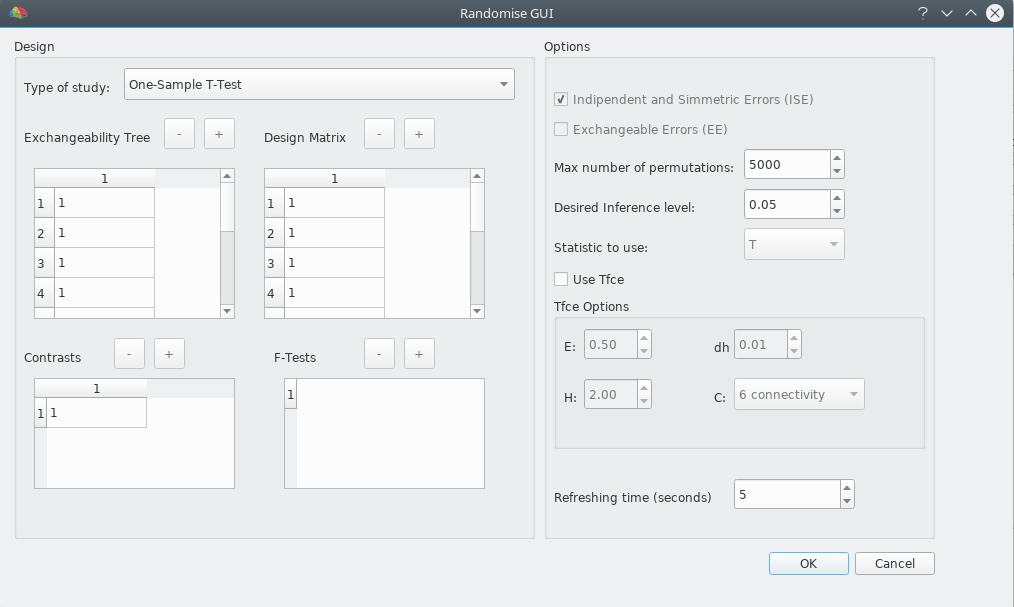 Randomise GUI
?
Design
Type of study: One-Sample T-Test
Exchangeability Tree - +
Design Matrix - +
1
1 1
2 1
3 1
4 1
1
1 1
2 1
3 1
4 1
Contrasts - +
F-Tests - +
1
1 1
1
Options
Indipendent and Simmetric Errors (ISE)
Exchangeable Errors (EE)
Max number of permutations: 5000
Desired Inference level: 0.05
Statistic to use: T
Use Tfce
Tfce Options
E: 0.50 dh 0.01
H: 2.00 C: 6 connectivity
Refreshing time (seconds) 5
OK Cancel